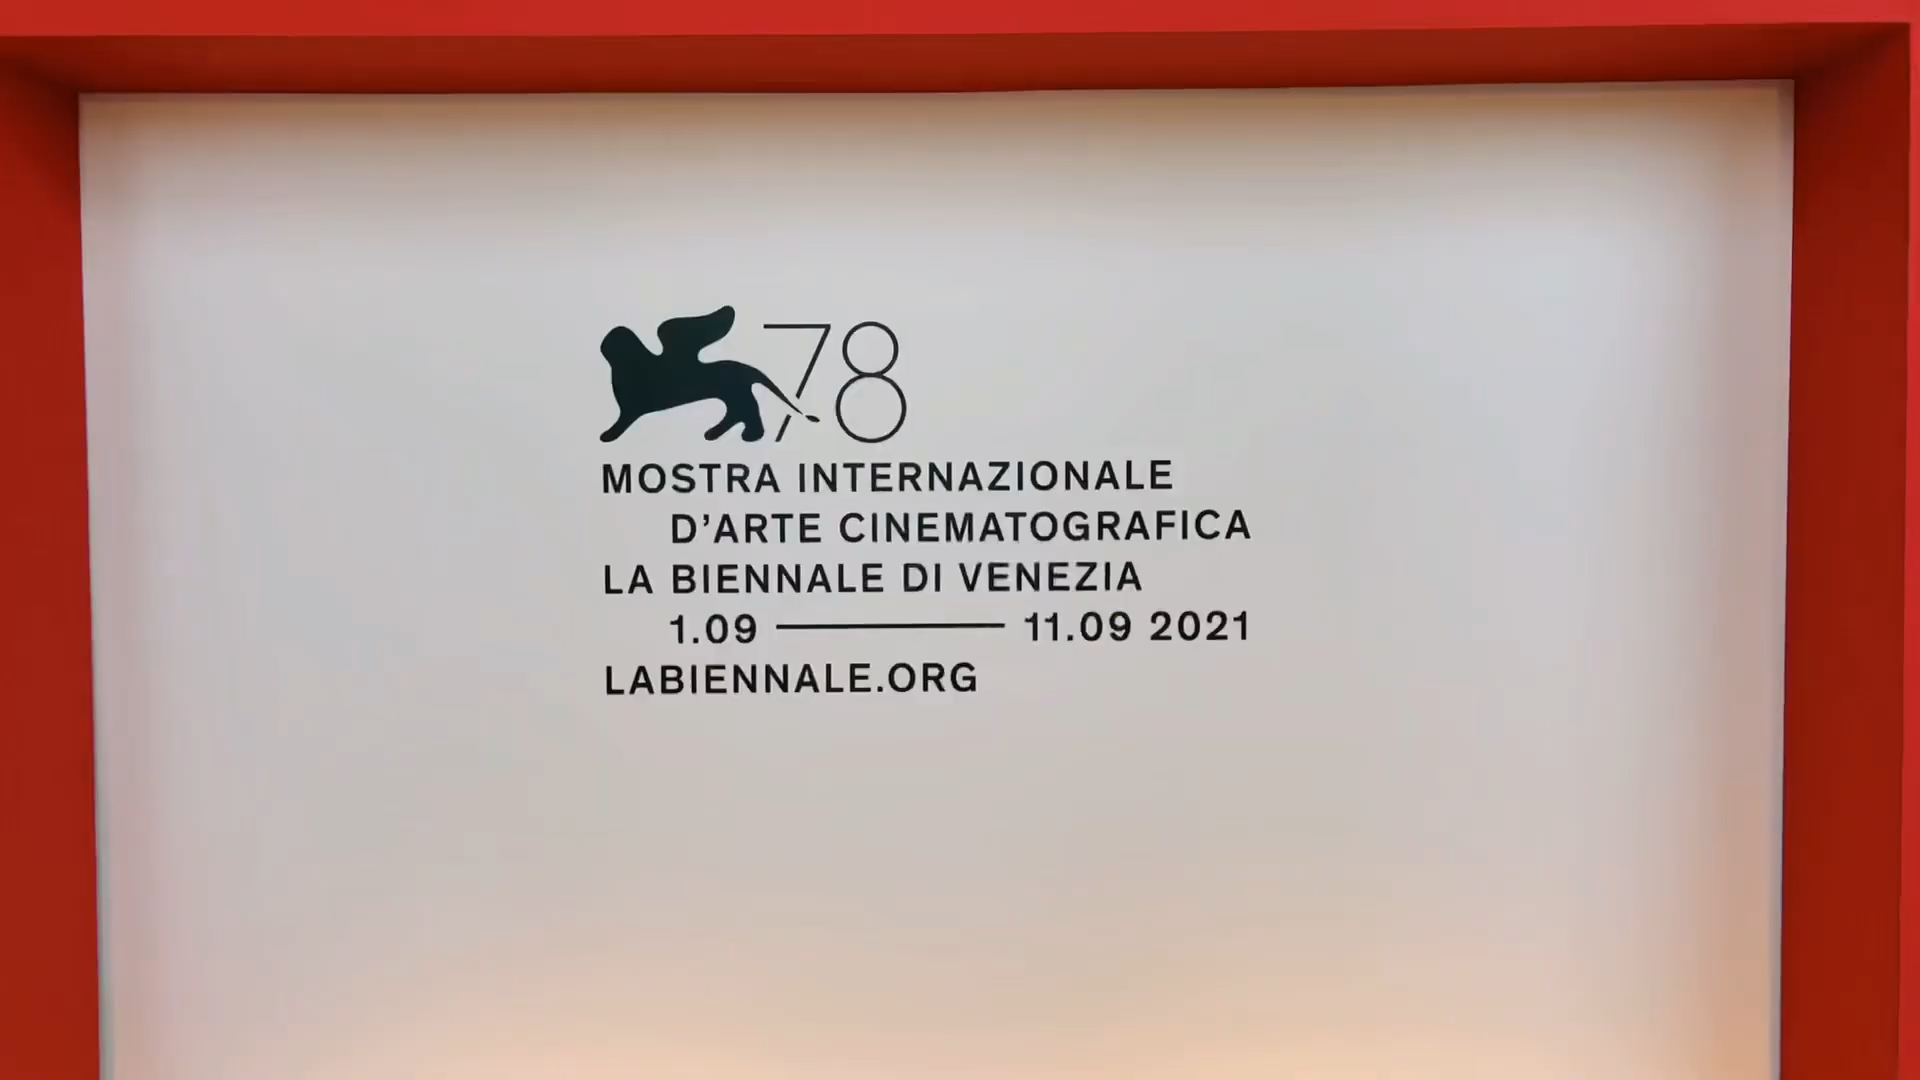 78
MOSTRA INTERNAZIONALE
D’ARTE CINEMATOGRAFICA
LA BIENNALE DI VENEZIA
1.09 — 11.09 2021
LABIENNALE.ORG